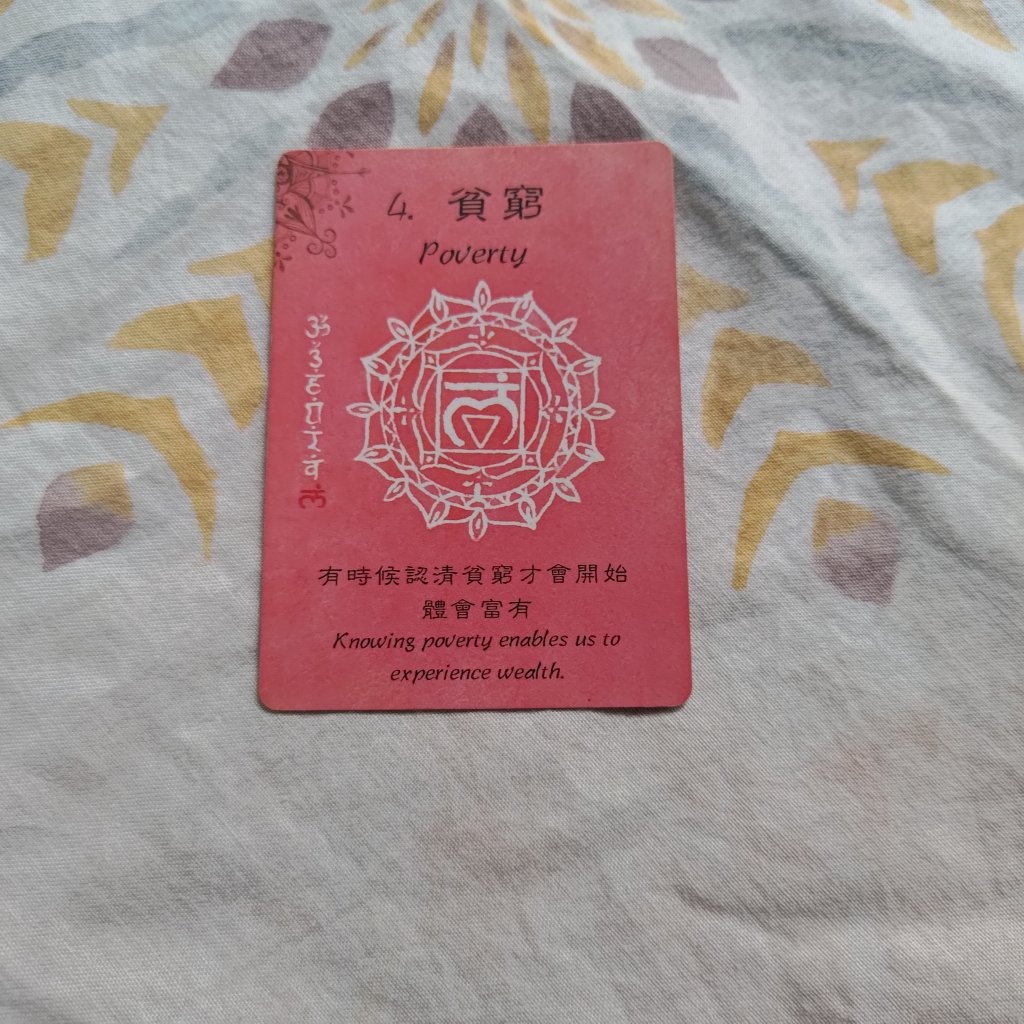 4. 貧窮
Poverty
ॐ
लं
有時候認清貧窮才會開始
體會富有
Knowing poverty enables us to
experience wealth.